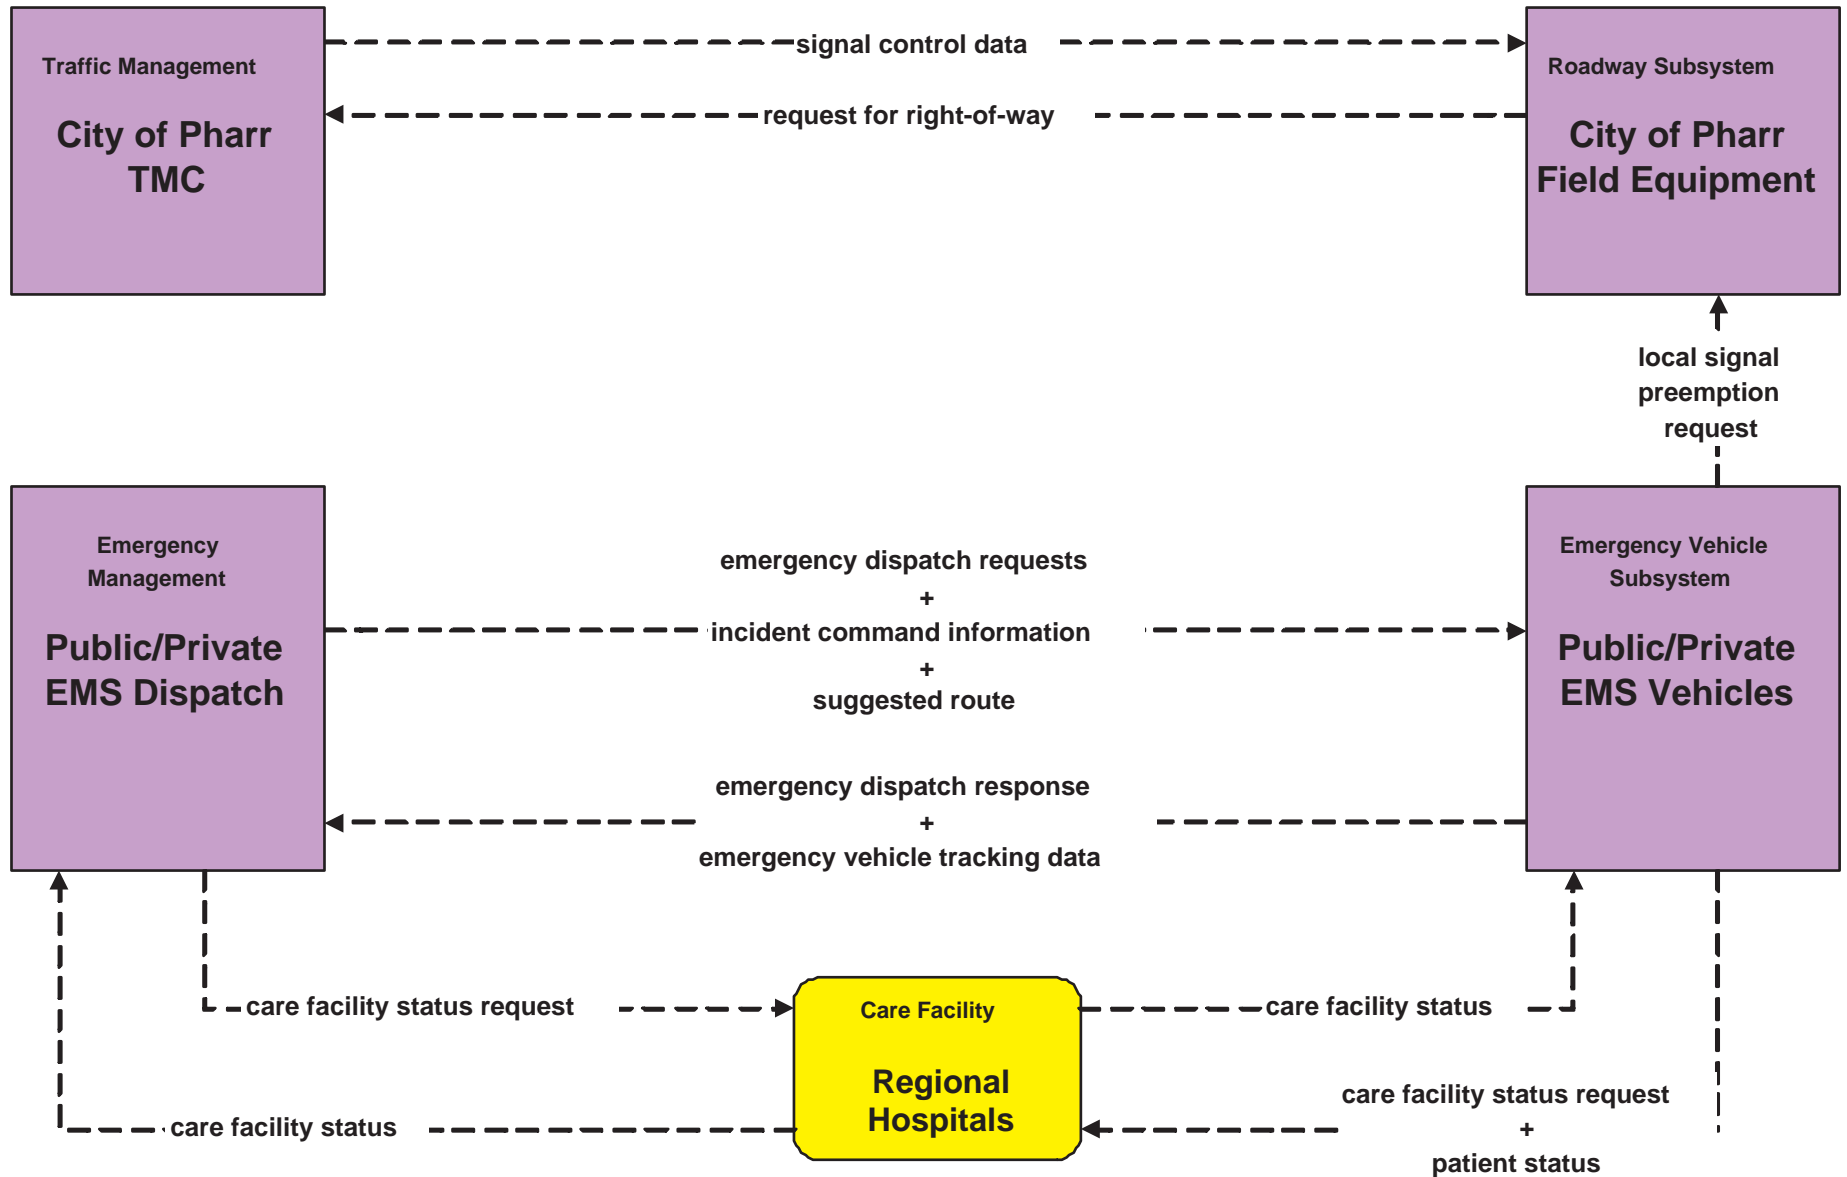 signal control data
Traffic Management
City of Pharr
TMC
request for right-of-way
Roadway Subsystem
City of Pharr
Field Equipment
local signal
preemption
request
Emergency
Management
Public/Private
EMS Dispatch
emergency dispatch requests
+
incident command information
+
suggested route
Emergency Vehicle
Subsystem
Public/Private
EMS Vehicles
emergency dispatch response
+
emergency vehicle tracking data
care facility status request
Care Facility
Regional
Hospitals
care facility status
care facility status
care facility status request
+
patient status